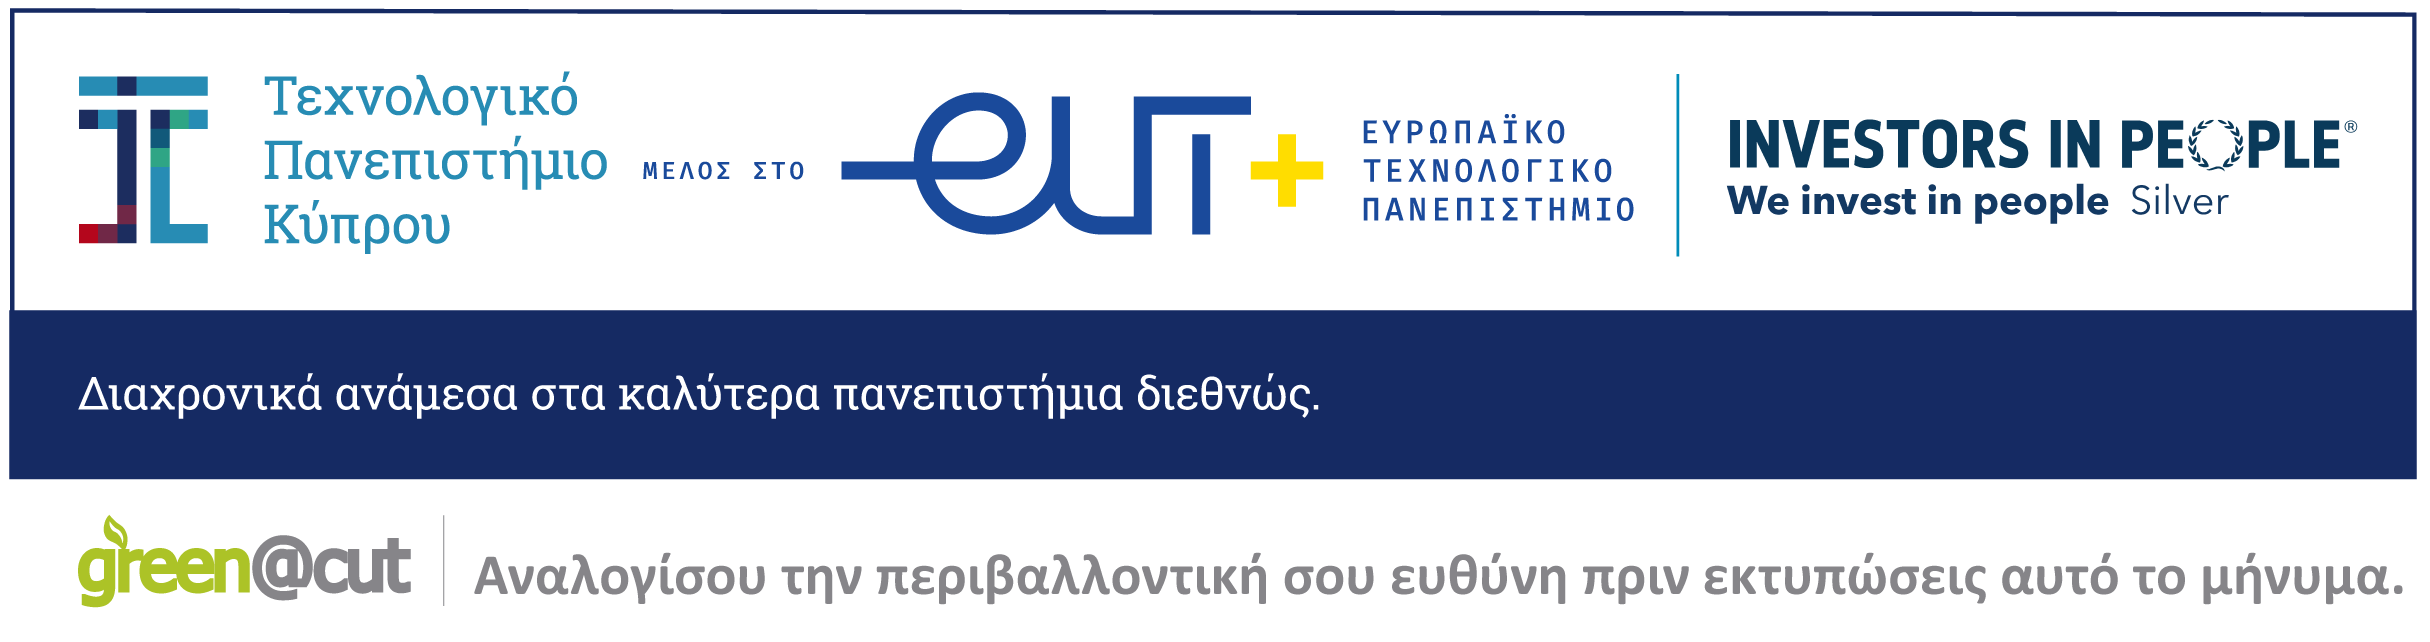 Τεχνολογικό
Πανεπιστήμιο
Κύπρου
ΜΕΛΟΣ ΣΤΟ
eut+
ΕΥΡΩΠΑΪΚΟ
ΤΕΧΝΟΛΟΓΙΚΟ
ΠΑΝΕΠΙΣΤΗΜΙΟ
INVESTORS IN PEOPLE®
We invest in people Silver
Διαχρονικά ανάμεσα στα καλύτερα πανεπιστήμια διεθνώς.
green@cut
Αναλογίσου την περιβαλλοντική σου ευθύνη πριν εκτυπώσεις αυτό το μήνυμα.